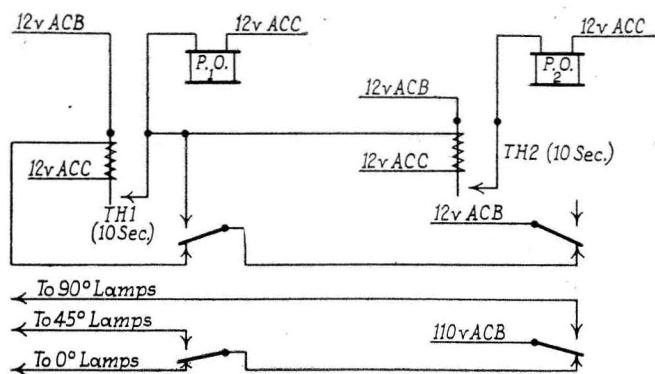 12v ACB
12v ACC
P.O. 1
12v ACC
P.O. 2
12v ACB
12v ACC
12v ACC
TH1 (10 Sec.)
TH2 (10 Sec.)
12v ACB
To 90° Lamps
To 45° Lamps
To 0° Lamps
110v ACB